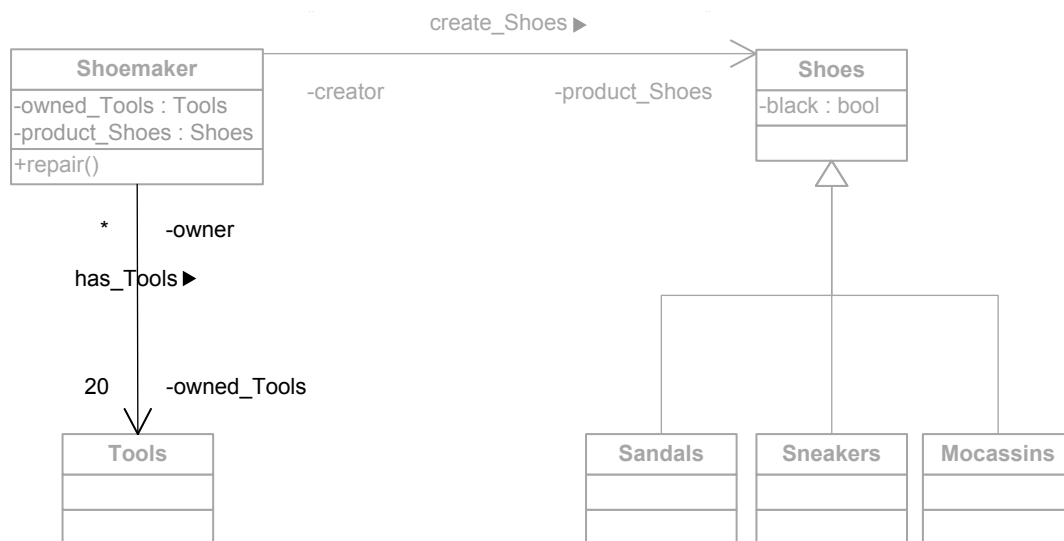 create_Shoes ▶
Shoemaker
-owned_Tools : Tools
-product_Shoes : Shoes
+repair()
-creator
-product_Shoes
Shoes
-black : bool
*
-owner
has_Tools ▶
20
-owned_Tools
Tools
Sandals
Sneakers
Mocassins